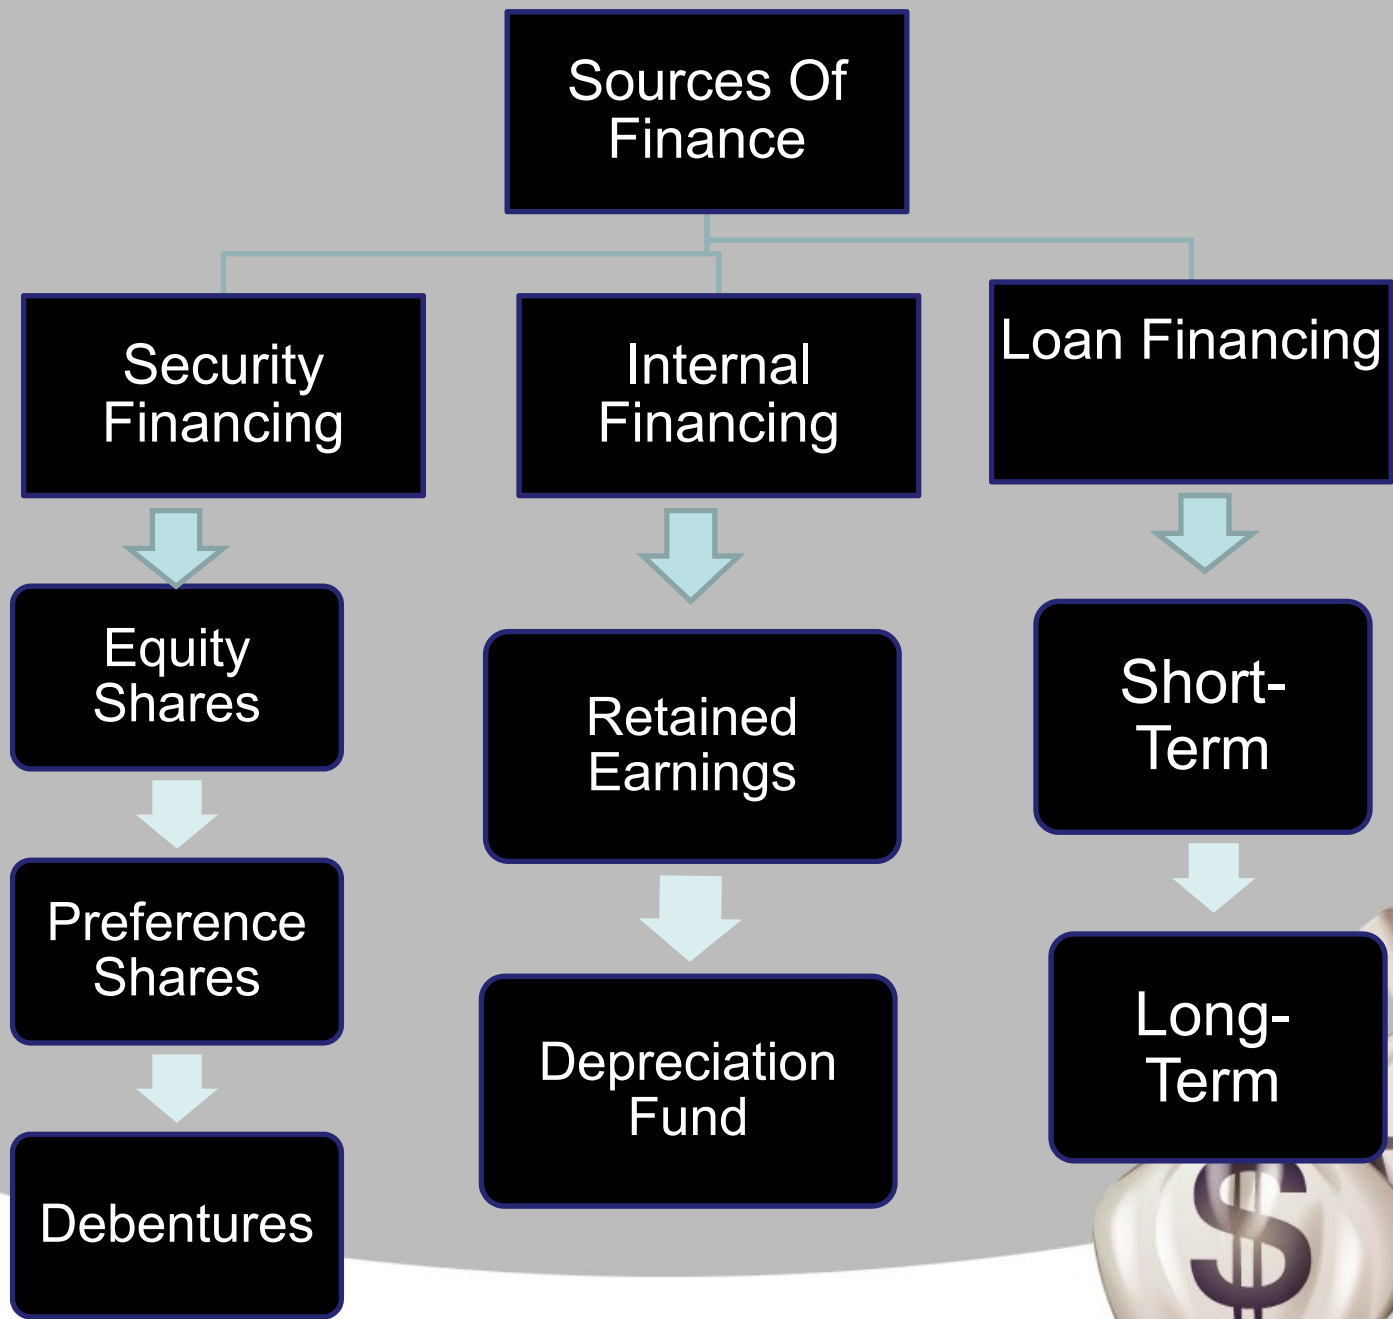 Sources Of
Finance
Security
Financing
Internal
Financing
Loan Financing
Equity
Shares
Retained
Earnings
Short-
Term
Preference
Shares
Depreciation
Fund
Long-
Term
Debentures
$